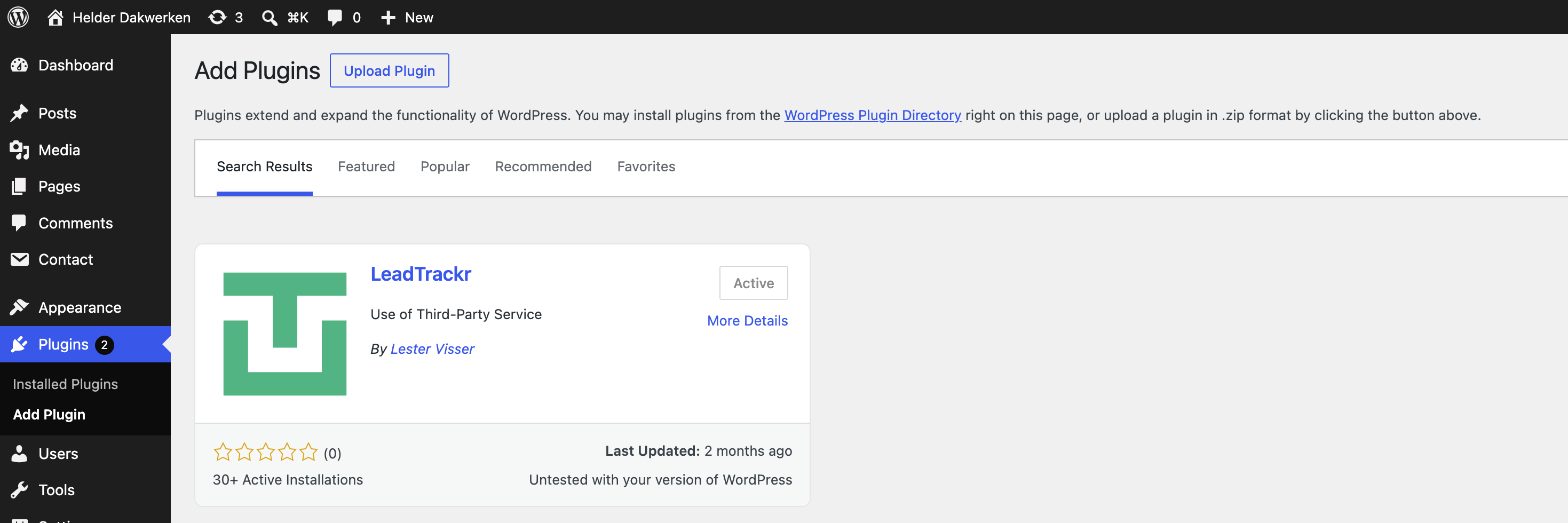 Helder Dakwerken 3 ⌘K 0 New
Dashboard
Posts
Media
Pages
Comments
Contact
Appearance
Plugins 2
Installed Plugins
Add Plugin
Users
Tools
Add Plugins Upload Plugin
Plugins extend and expand the functionality of WordPress. You may install plugins from the WordPress Plugin Directory right on this page, or upload a plugin in .zip format by clicking the button above.
Search Results Featured Popular Recommended Favorites
LeadTrackr
Active
Use of Third-Party Service
More Details
By Lester Visser
(0)
Last Updated: 2 months ago
30+ Active Installations
Untested with your version of WordPress